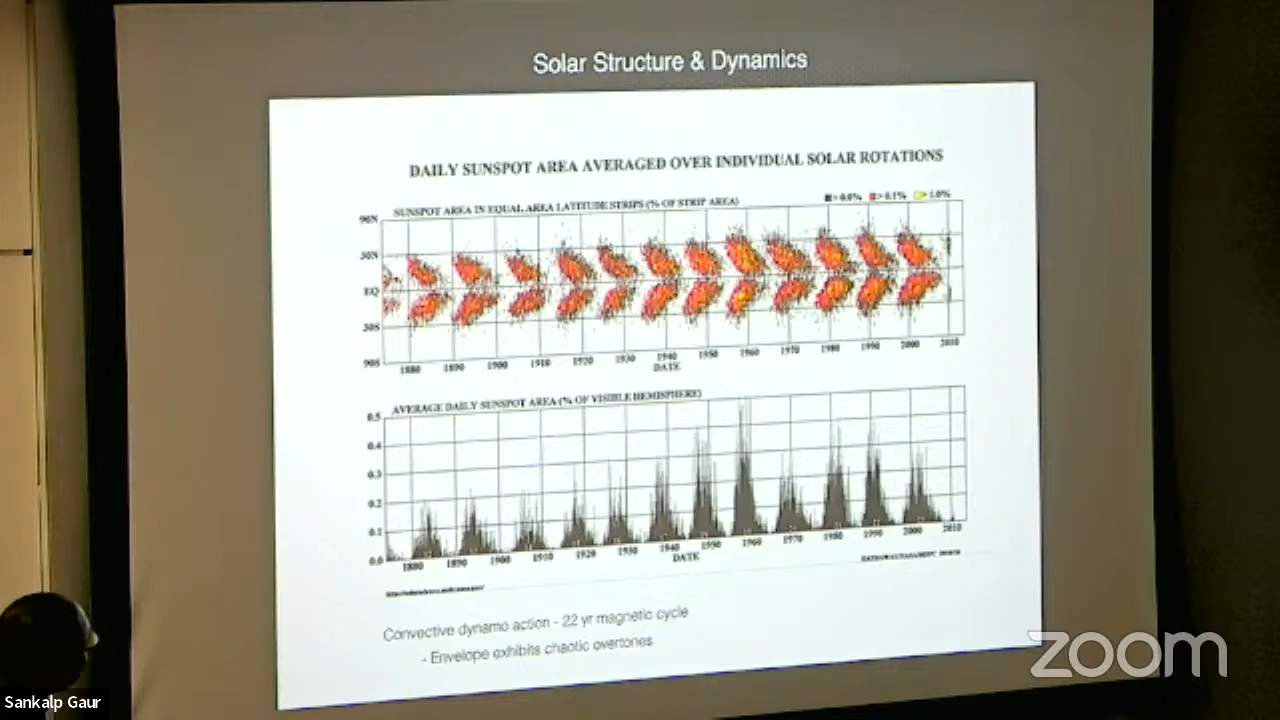 Solar Structure & Dynamics
DAILY SUNSPOT AREA AVERAGED OVER INDIVIDUAL SOLAR ROTATIONS
SUNSPOT AREA IN EQUAL AREA LATITUDE STRIPS (% OF STRIP AREA)
> 0.0% > 0.1% > 1.0%
90N
30N
EQ
30S
90S
1880 1890 1900 1910 1920 1930 1940 1950 1960 1970 1980 1990 2000 2010
DATE
AVERAGE DAILY SUNSPOT AREA (% OF VISIBLE HEMISPHERE)
0.5
0.4
0.3
0.2
0.1
0.0
1880 1890 1900 1910 1920 1930 1940 1950 1960 1970 1980 1990 2000 2010
DATE
Convective dynamo action - 22 yr magnetic cycle
- Envelope exhibits chaotic overtones
zoom
Sankalp Gaur